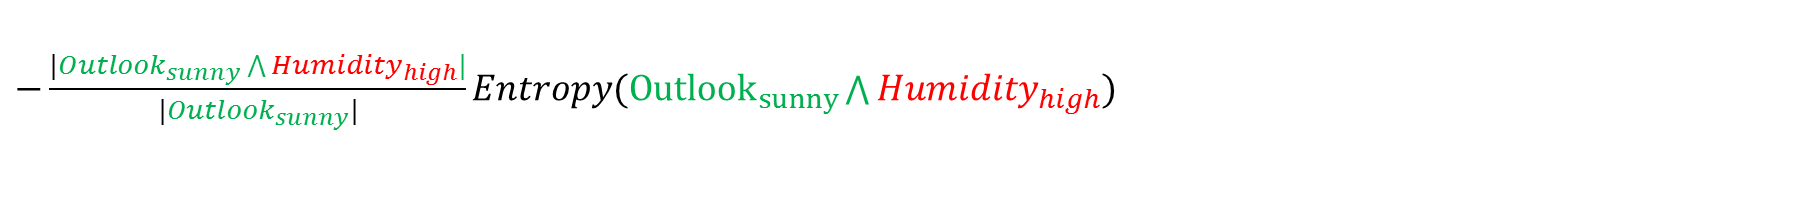 − |Outlook_sunny ⋀ Humidity_high| / |Outlook_sunny| Entropy(Outlook_sunny ⋀ Humidity_high)